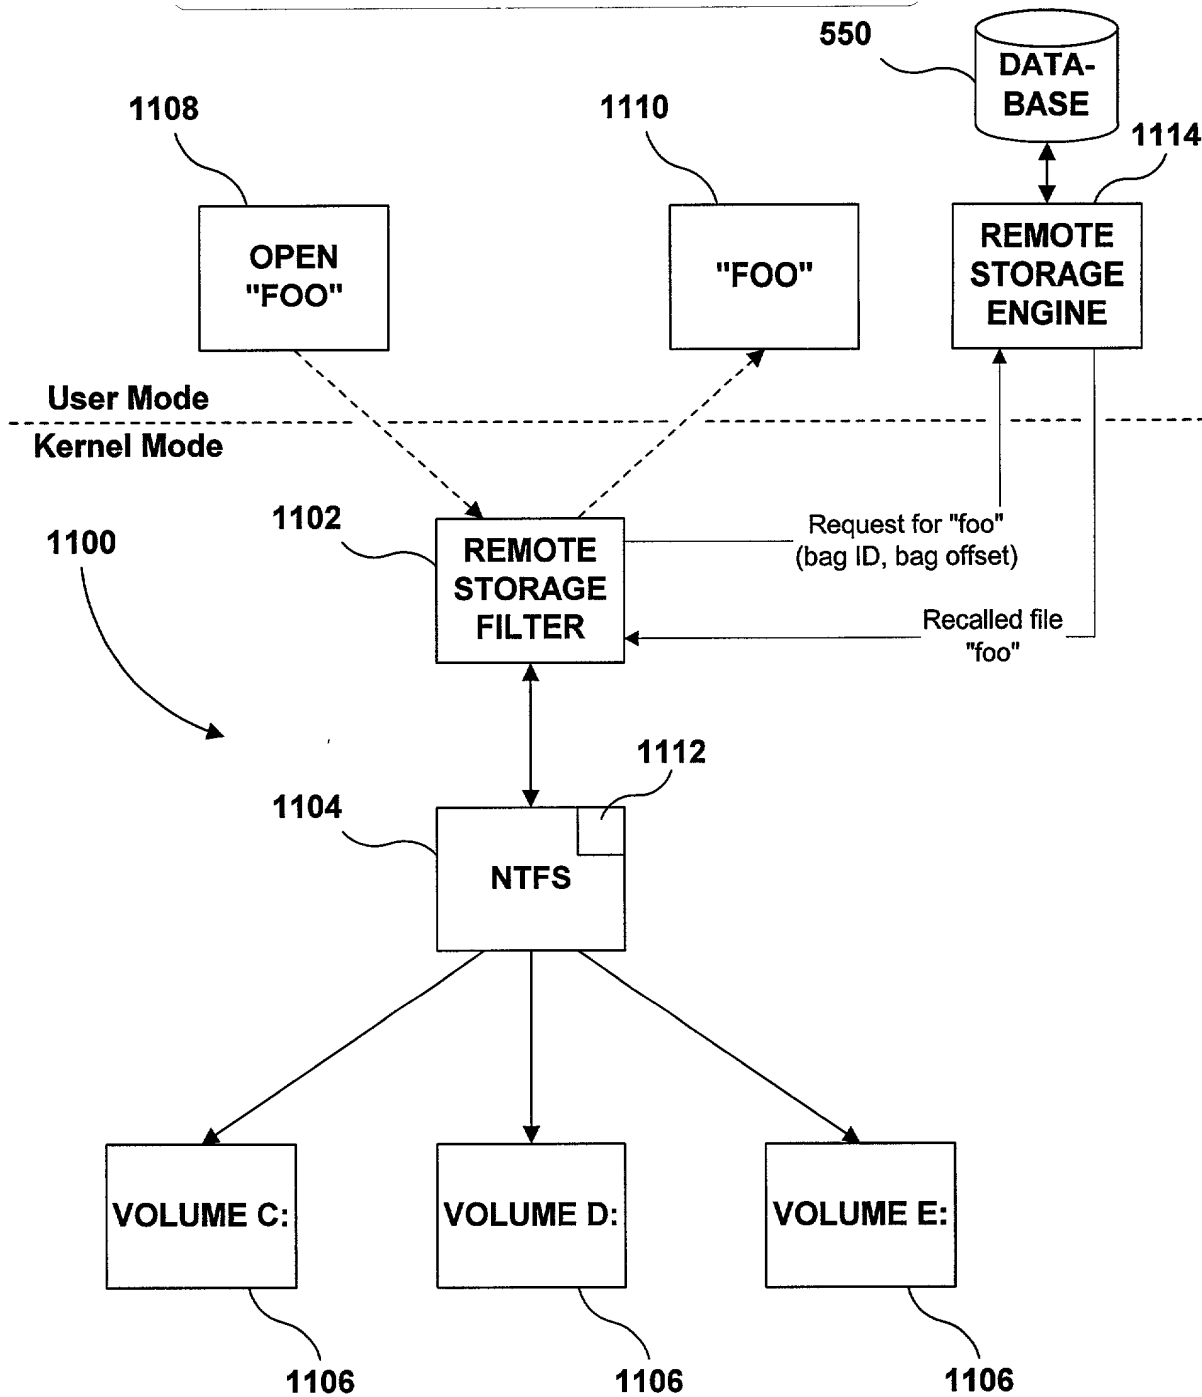 550
DATA-
BASE
1108
1110
1114
OPEN
"FOO"
"FOO"
REMOTE
STORAGE
ENGINE
User Mode
Kernel Mode
1100
1102
REMOTE
STORAGE
FILTER
Request for "foo"
(bag ID, bag offset)
Recalled file
"foo"
1112
1104
NTFS
VOLUME C:
VOLUME D:
VOLUME E:
1106
1106
1106